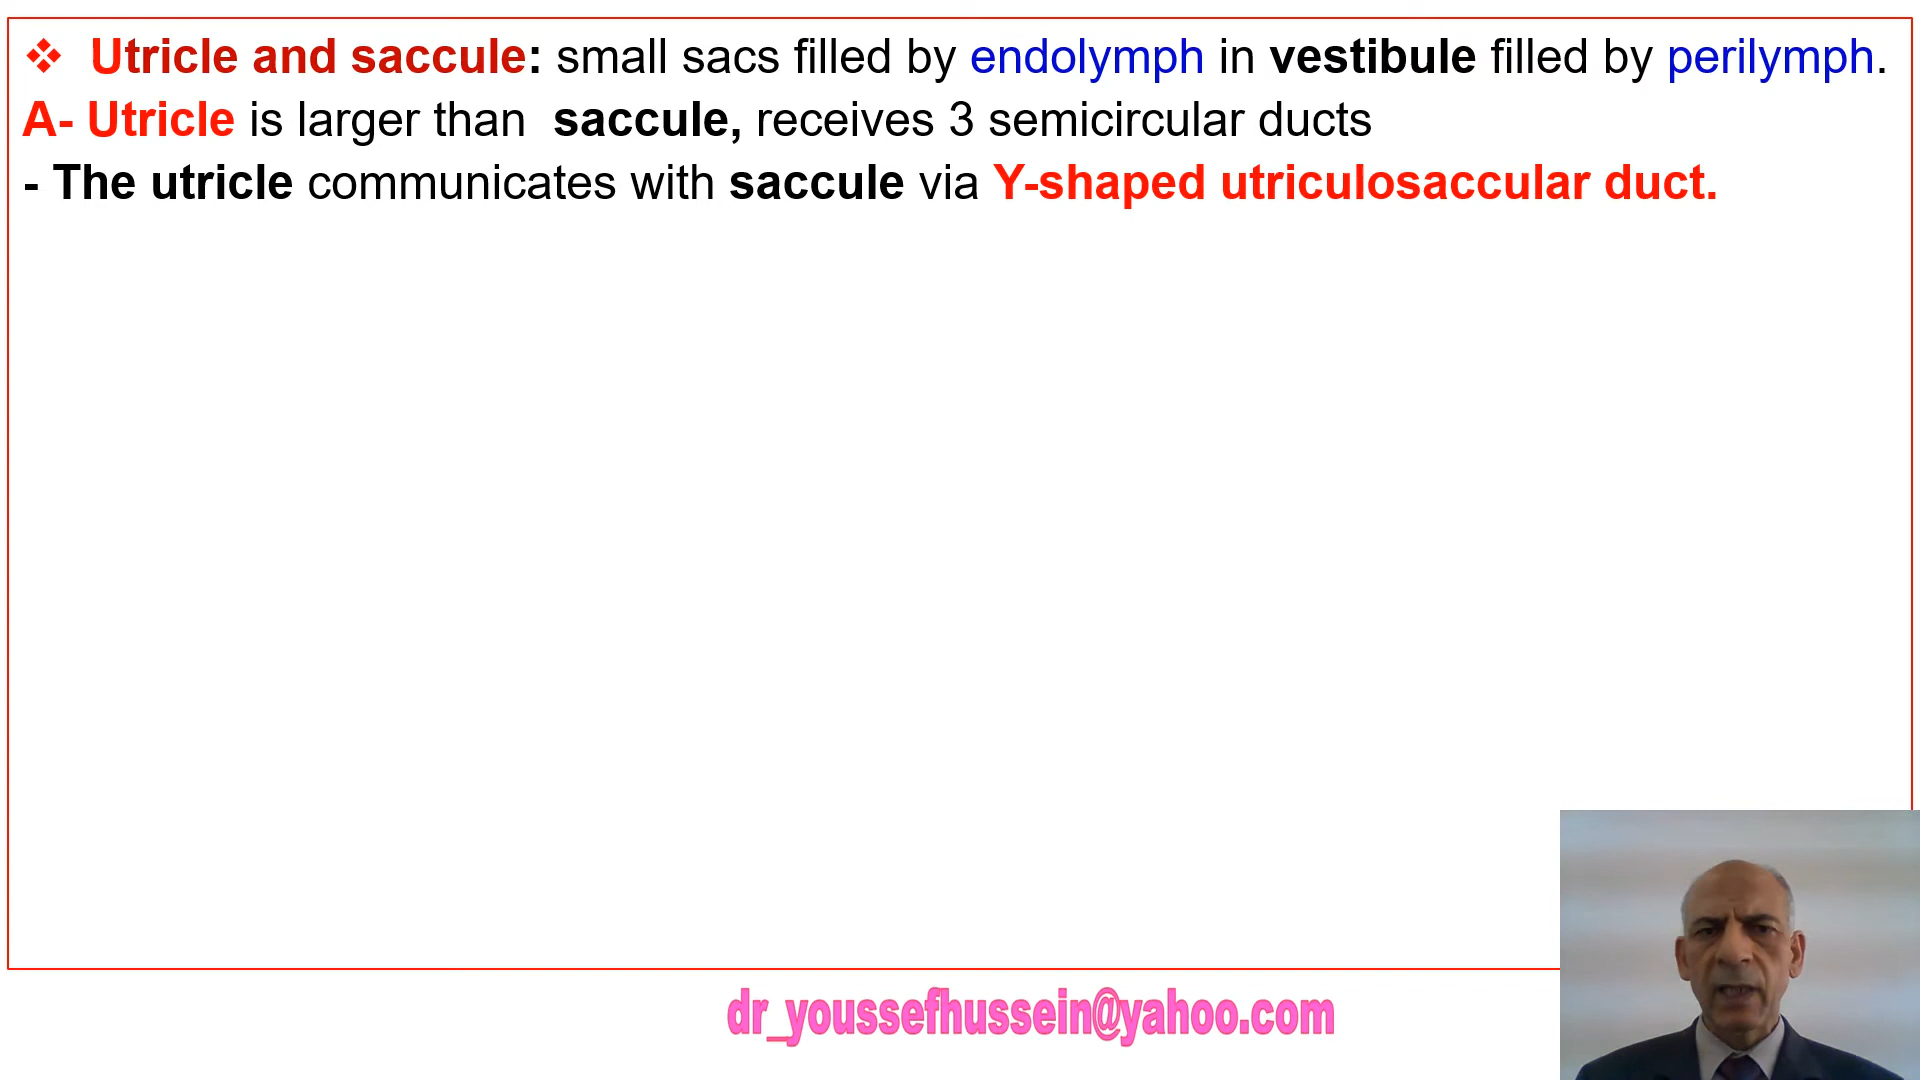 ❖ Utricle and saccule: small sacs filled by endolymph in vestibule filled by perilymph.
A- Utricle is larger than saccule, receives 3 semicircular ducts
- The utricle communicates with saccule via Y-shaped utriculosaccular duct.
dr_youssefhussein@yahoo.com